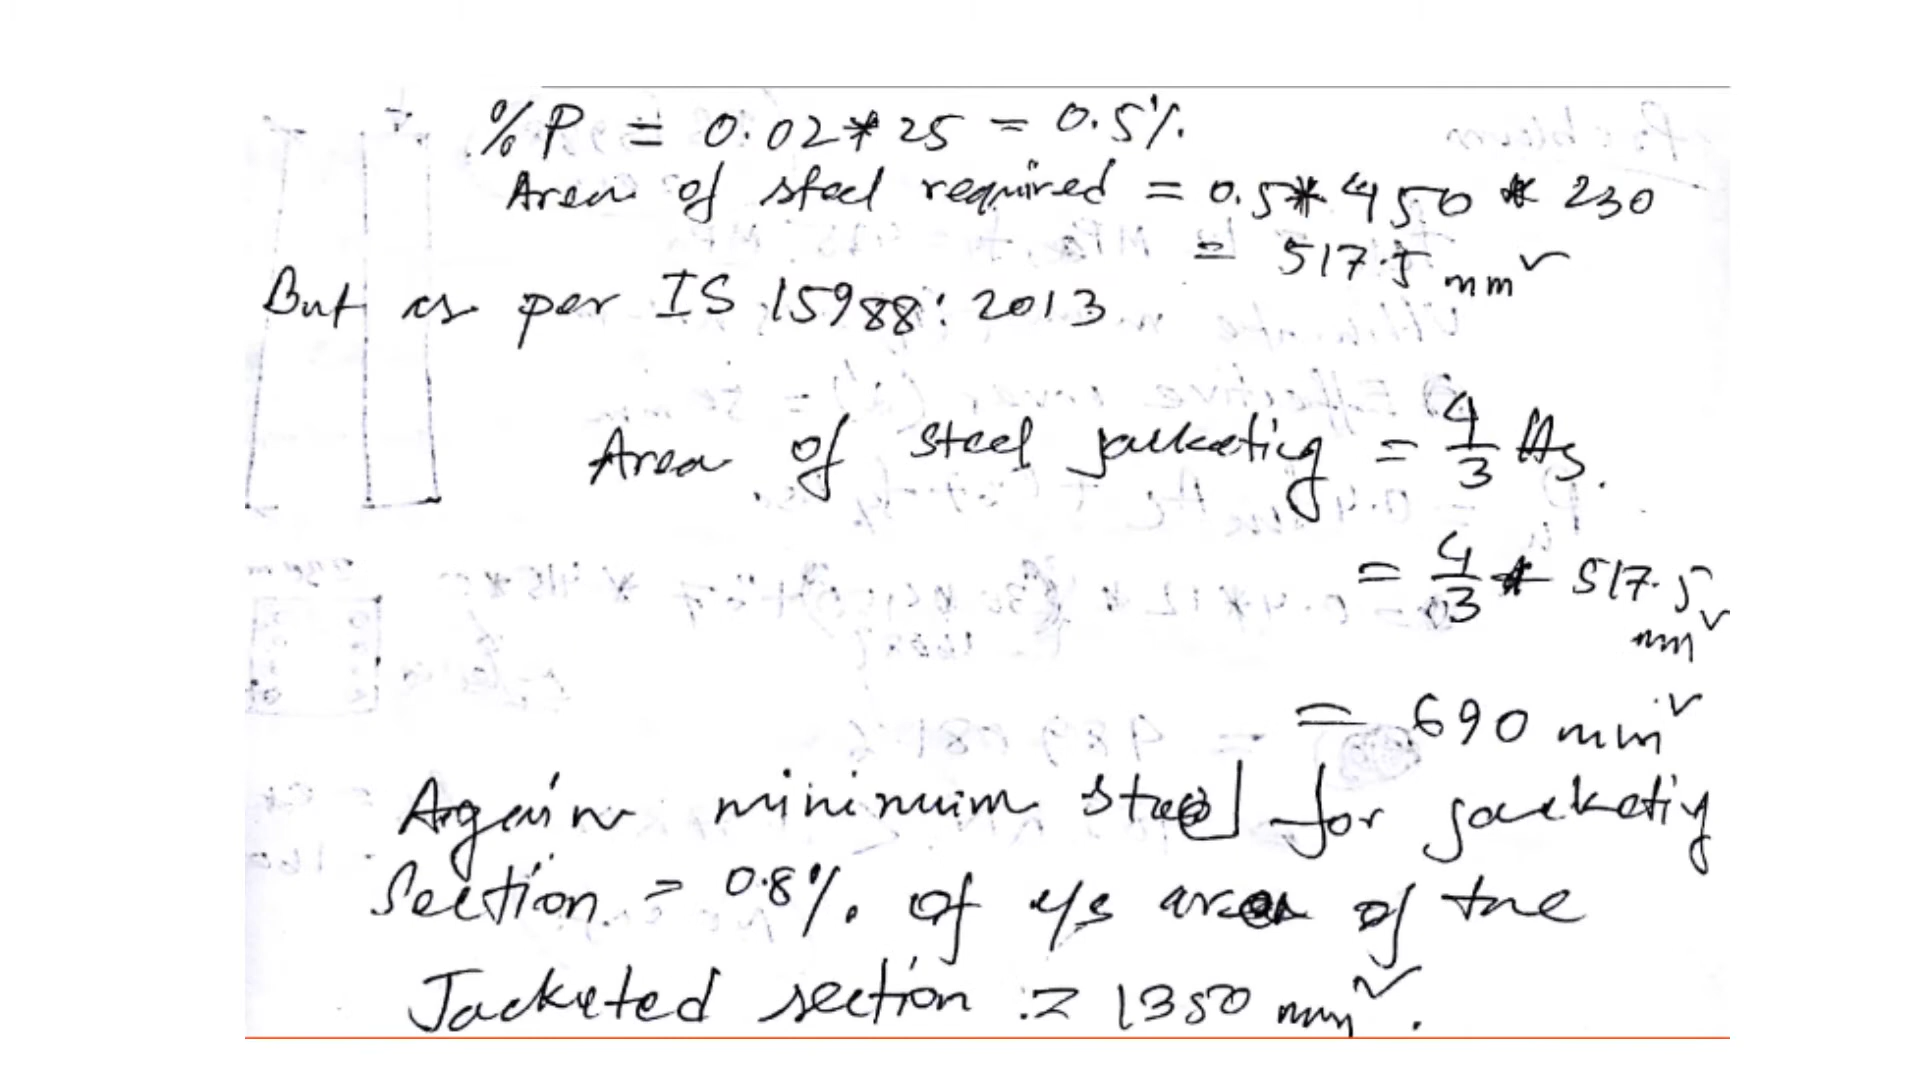 %P = 0.02*25 = 0.5%.
Area of steel required = 0.5*450*230
= 517.5 mm²
But as per IS 15988:2013
Area of steel jacketing = 4/3 As.
= 4/3 * 517.5 mm²
= 690 mm²
Again minimum steel for jacketing
Section = 0.8% of c/s area of the
Jacketed section := 1350 mm².